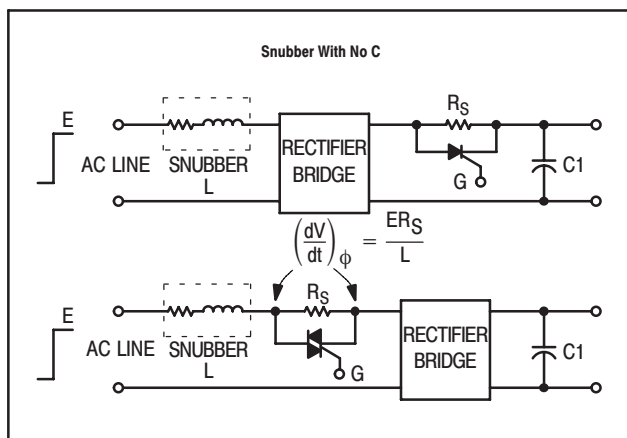 Snubber With No C
E
AC LINE
SNUBBER
L
RECTIFIER
BRIDGE
RS
G
C1
(dV/dt)ϕ = ERS/L
E
AC LINE
SNUBBER
L
RS
G
RECTIFIER
BRIDGE
C1